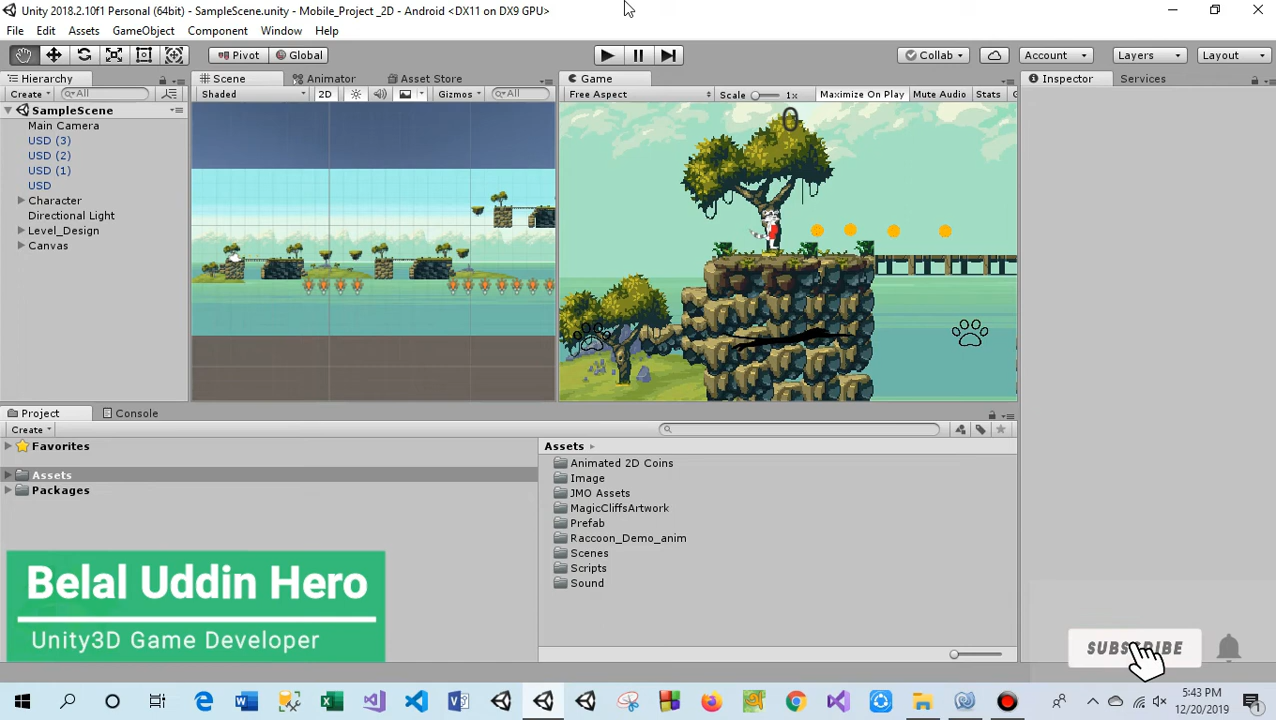 Unity 2018.2.10f1 Personal (64bit) - SampleScene.unity - Mobile_Project _2D - Android <DX11 on DX9 GPU>
File Edit Assets GameObject Component Window Help
Pivot Global Collab Account Layers Layout
Hierarchy Scene Animator Asset Store Game Inspector Services
Create All Shaded 2D Gizmos All Free Aspect Scale 1x Maximize On Play Mute Audio Stats
SampleScene
Main Camera
USD (3)
USD (2)
USD (1)
USD
Character
Directional Light
Level_Design
Canvas
0
Project Console
Create
Favorites
Assets
Packages
Assets
Animated 2D Coins
Image
JMO Assets
MagicCliffsArtwork
Prefab
Raccoon_Demo_anim
Scenes
Scripts
Sound
Belal Uddin Hero
Unity3D Game Developer
SUBSCRIBE
5:43 PM
12/20/2019